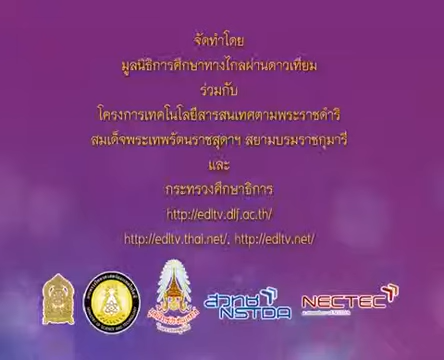 จัดทำโดย
มูลนิธิการศึกษาทางไกลผ่านดาวเทียม
ร่วมกับ
โครงการเทคโนโลยีสารสนเทศตามพระราชดำริ
สมเด็จพระเทพรัตนราชสุดาฯ สยามบรมราชกุมารี
และ
กระทรวงศึกษาธิการ
http://edltv.dlf.ac.th/
http://edltv.thai.net/, http://edltv.net/
สวทช NECTEC
NSTDA